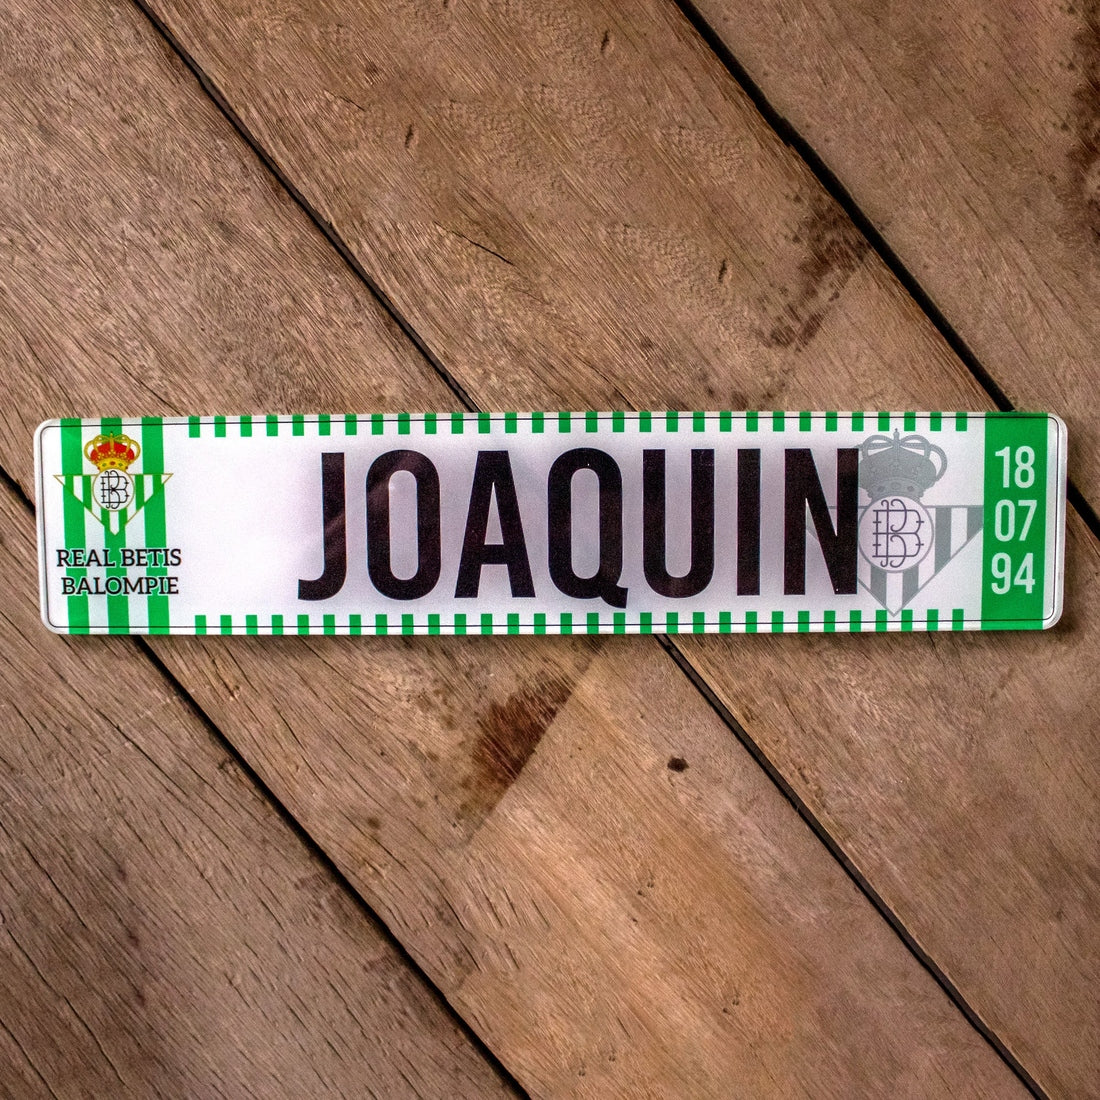 REAL BETIS
BALOMPIE
JOAQUIN
18
07
94